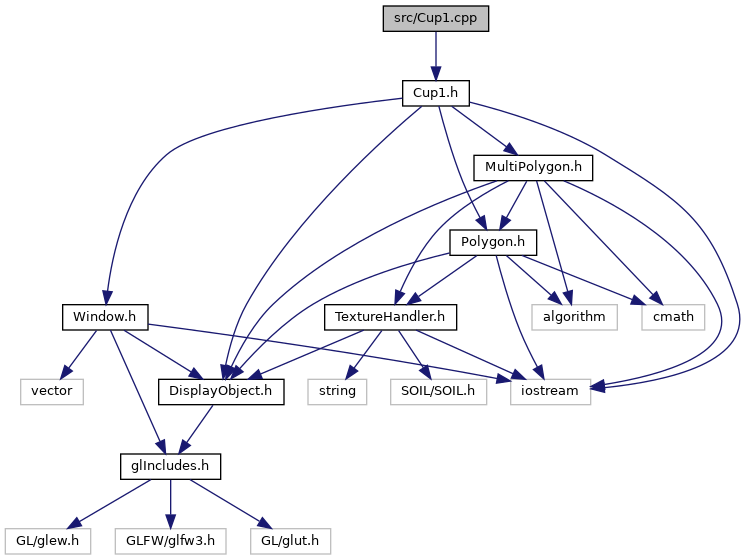 src/Cup1.cpp
Cup1.h
MultiPolygon.h
Polygon.h
Window.h
TextureHandler.h
algorithm
cmath
vector
DisplayObject.h
string
SOIL/SOIL.h
iostream
glIncludes.h
GL/glew.h
GLFW/glfw3.h
GL/glut.h